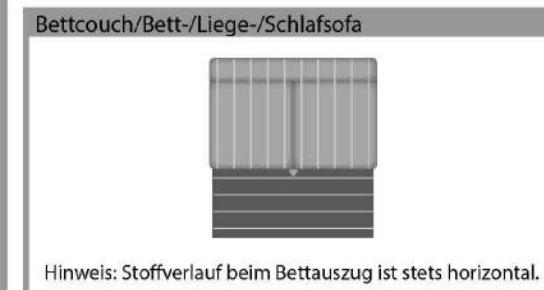 Bettcouch/Bett-/Liege-/Schlafsofa
Hinweis: Stoffverlauf beim Bettauszug ist stets horizontal.